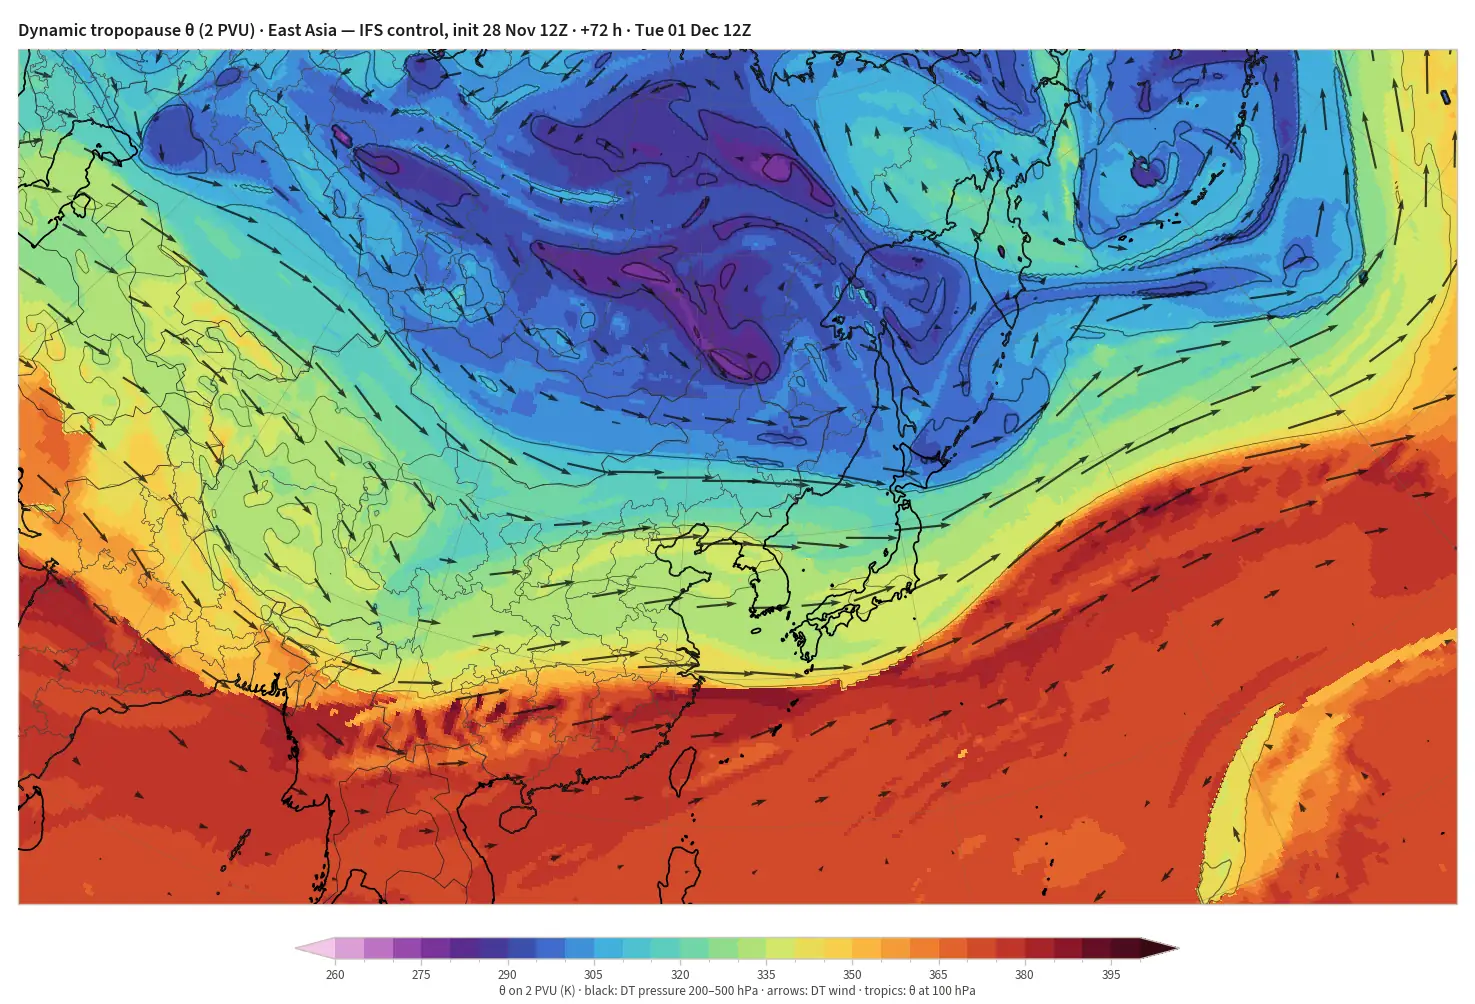 Dynamic tropopause θ (2 PVU) · East Asia — IFS control, init 28 Nov 12Z · +72 h · Tue 01 Dec 12Z
260 275 290 305 320 335 350 365 380 395
θ on 2 PVU (K) · black: DT pressure 200–500 hPa · arrows: DT wind · tropics: θ at 100 hPa